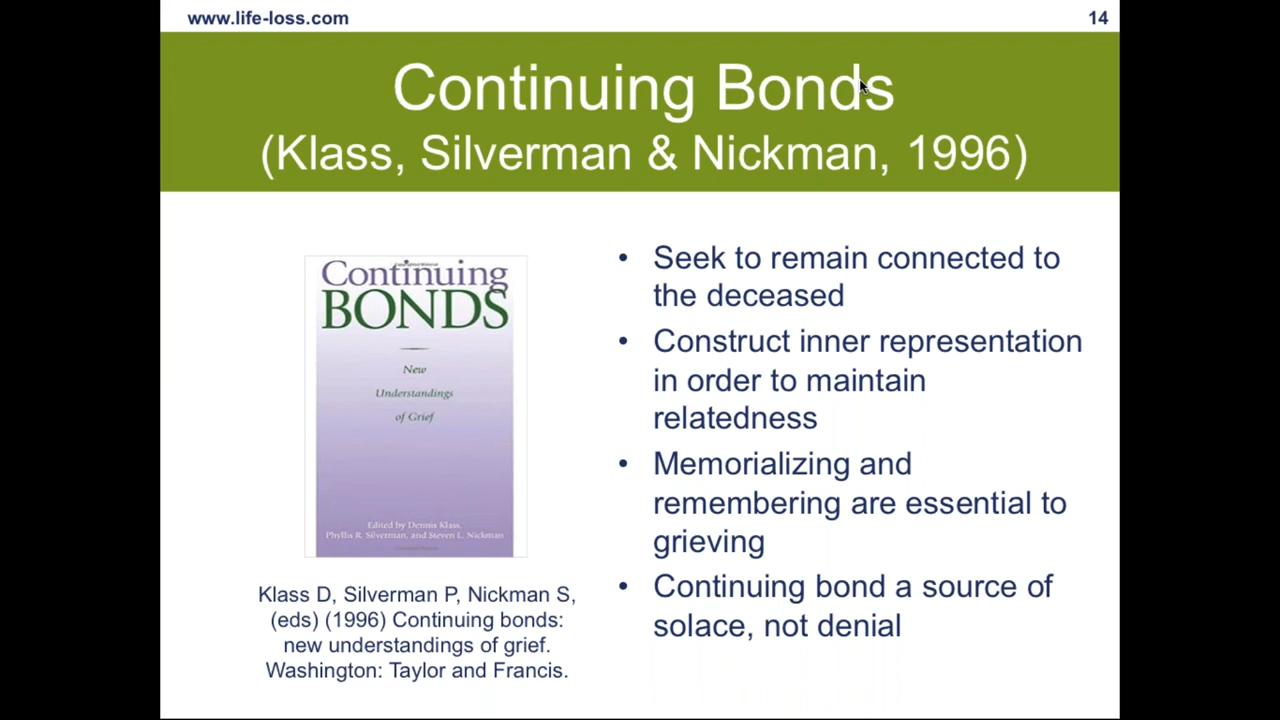 www.life-loss.com
14
Continuing Bonds
(Klass, Silverman & Nickman, 1996)
Continuing
BONDS
New
Understandings
of Grief
Edited by Dennis Klass,
Phyllis R. Silverman, and Steven L. Nickman
Klass D, Silverman P, Nickman S,
(eds) (1996) Continuing bonds:
new understandings of grief.
Washington: Taylor and Francis.
• Seek to remain connected to
the deceased
• Construct inner representation
in order to maintain
relatedness
• Memorializing and
remembering are essential to
grieving
• Continuing bond a source of
solace, not denial